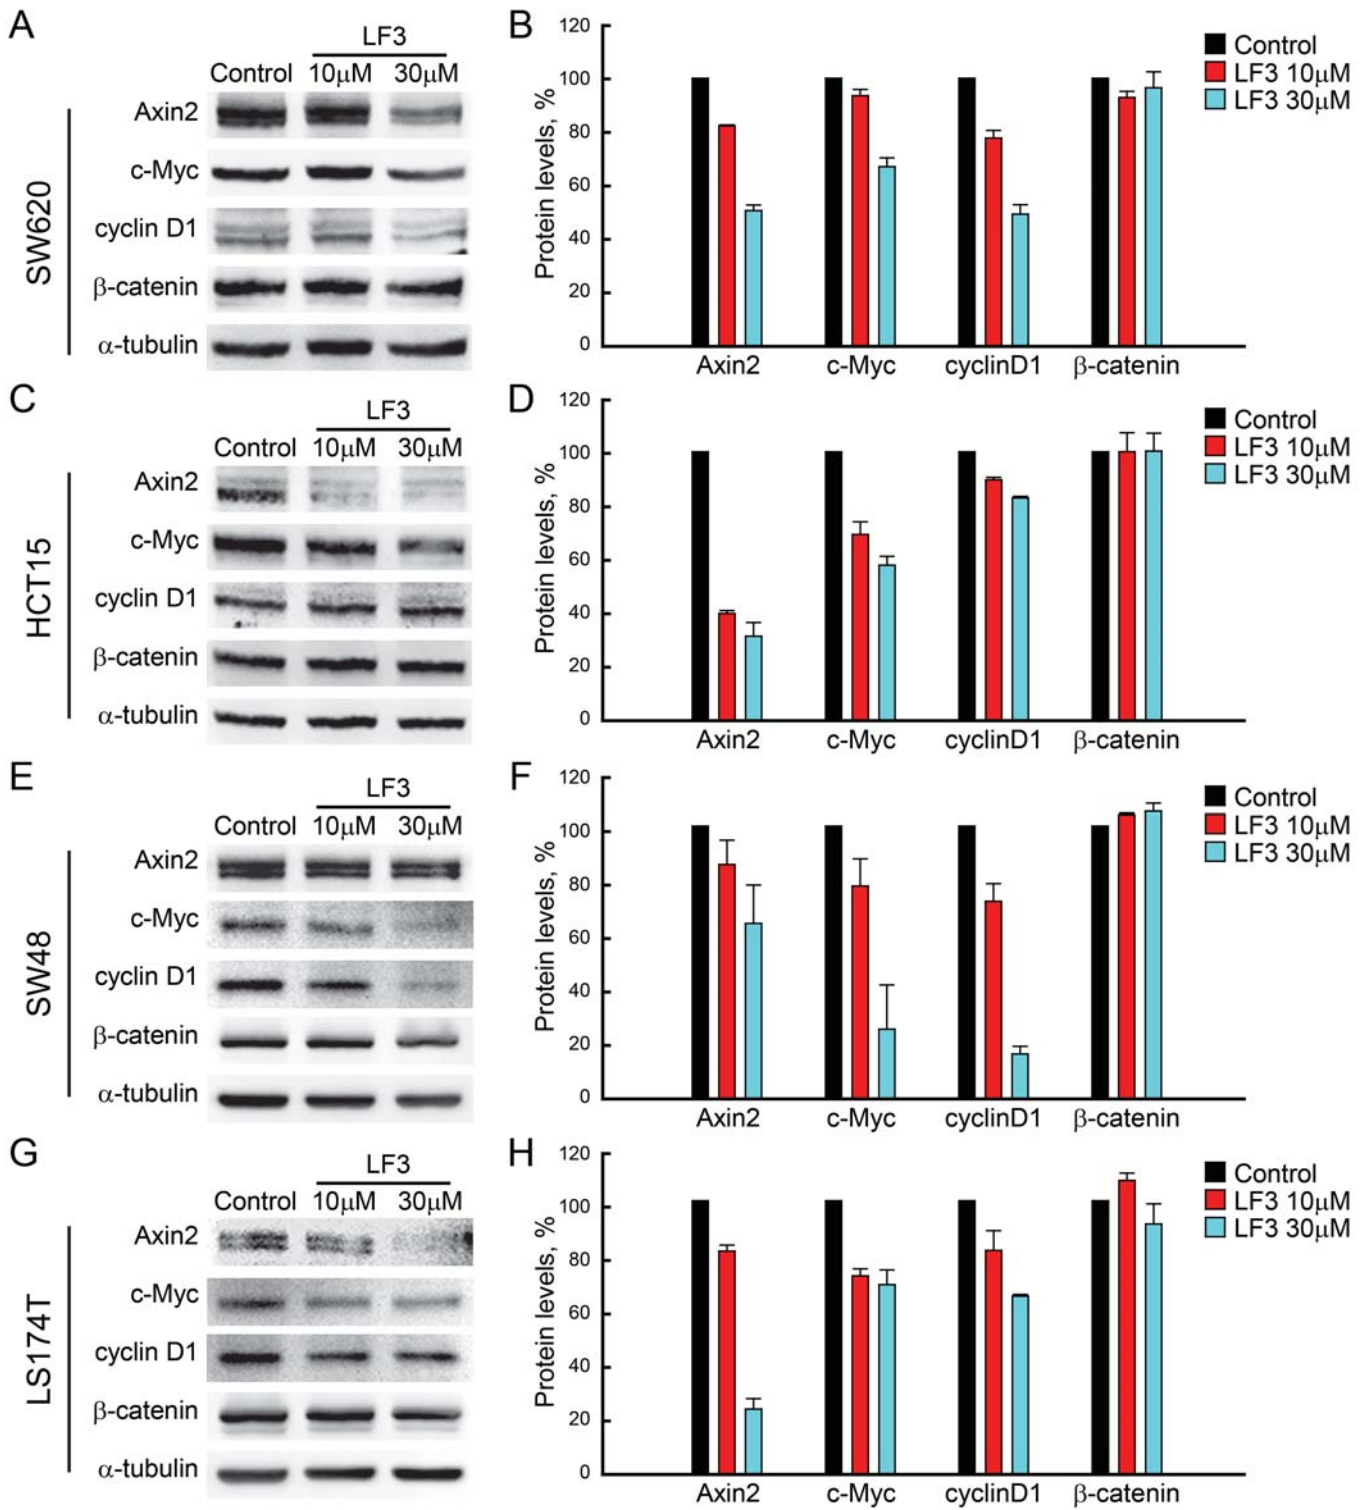 A
LF3
Control 10μM 30μM
SW620
Axin2
c-Myc
cyclin D1
β-catenin
α-tubulin
B
Protein levels, %
120
100
80
60
40
20
0
Axin2 c-Myc cyclinD1 β-catenin
Control
LF3 10μM
LF3 30μM
C
LF3
Control 10μM 30μM
HCT15
Axin2
c-Myc
cyclin D1
β-catenin
α-tubulin
D
Protein levels, %
120
100
80
60
40
20
0
Axin2 c-Myc cyclinD1 β-catenin
Control
LF3 10μM
LF3 30μM
E
LF3
Control 10μM 30μM
SW48
Axin2
c-Myc
cyclin D1
β-catenin
α-tubulin
F
Protein levels, %
120
100
80
60
40
20
0
Axin2 c-Myc cyclinD1 β-catenin
Control
LF3 10μM
LF3 30μM
G
LF3
Control 10μM 30μM
LS174T
Axin2
c-Myc
cyclin D1
β-catenin
α-tubulin
H
Protein levels, %
120
100
80
60
40
20
0
Axin2 c-Myc cyclinD1 β-catenin
Control
LF3 10μM
LF3 30μM